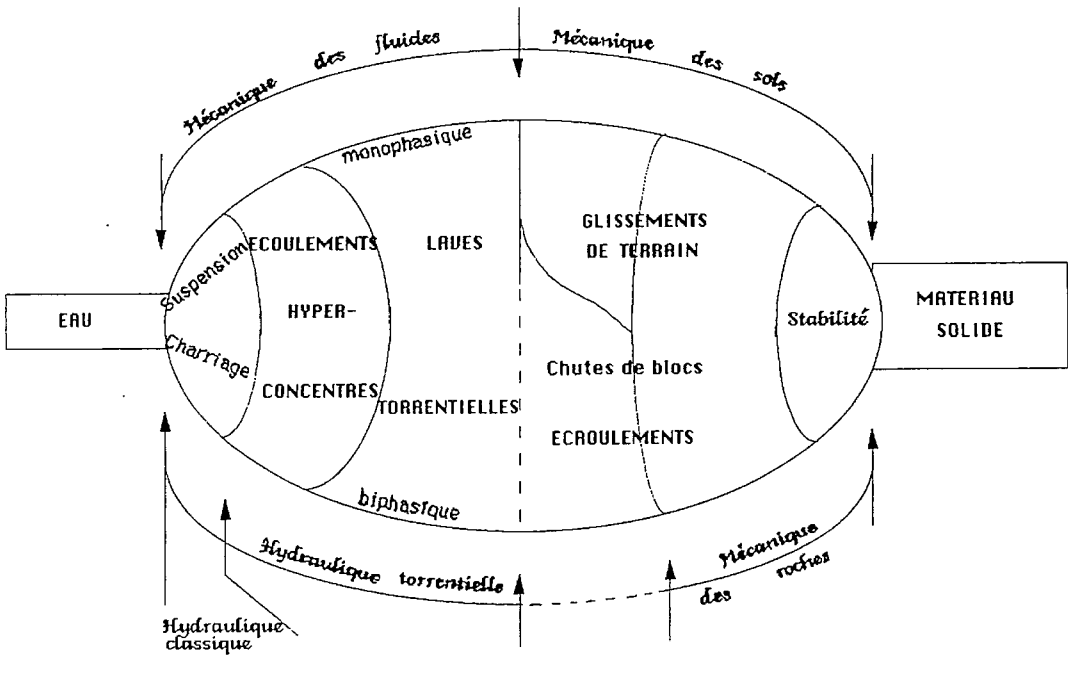 Mécanique des fluides
Mécanique des sols
monophasique
Suspension
ECOULEMENTS
LAVES
GLISSEMENTS
DE TERRAIN
EAU
HYPER-
Stabilité
MATERIAU
SOLIDE
Charriage
CONCENTRES
TORRENTIELLES
Chutes de blocs
ECROULEMENTS
biphasique
Hydraulique torrentielle
Mécanique
des roches
Hydraulique
classique